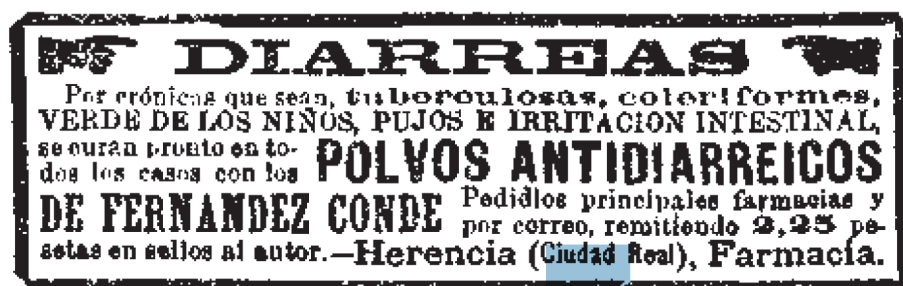 DIARREAS
Por crónicas que sean, tuberculosas, coleriformes,
VERDE DE LOS NIÑOS, PUJOS E IRRITACION INTESTINAL,
se curan pronto en to-
dos los casos con los POLVOS ANTIDIARREICOS
DE FERNANDEZ CONDE Pedidlos principales farmacias y
por correo, remitiendo 2,25 pe-
setas en sellos al autor.—Herencia (Ciudad Real), Farmacia.